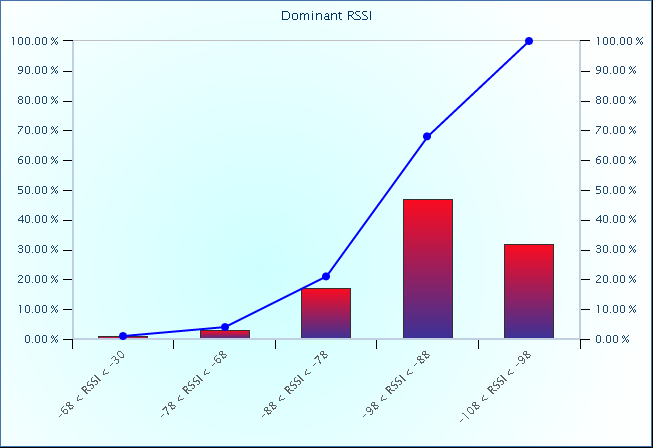 Dominant RSSI
100.00 % 100.00 %
90.00 % 90.00 %
80.00 % 80.00 %
70.00 % 70.00 %
60.00 % 60.00 %
50.00 % 50.00 %
40.00 % 40.00 %
30.00 % 30.00 %
20.00 % 20.00 %
10.00 % 10.00 %
0.00 % 0.00 %
-68 < RSSI < -30
-78 < RSSI < -68
-88 < RSSI < -78
-98 < RSSI < -88
-108 < RSSI < -98